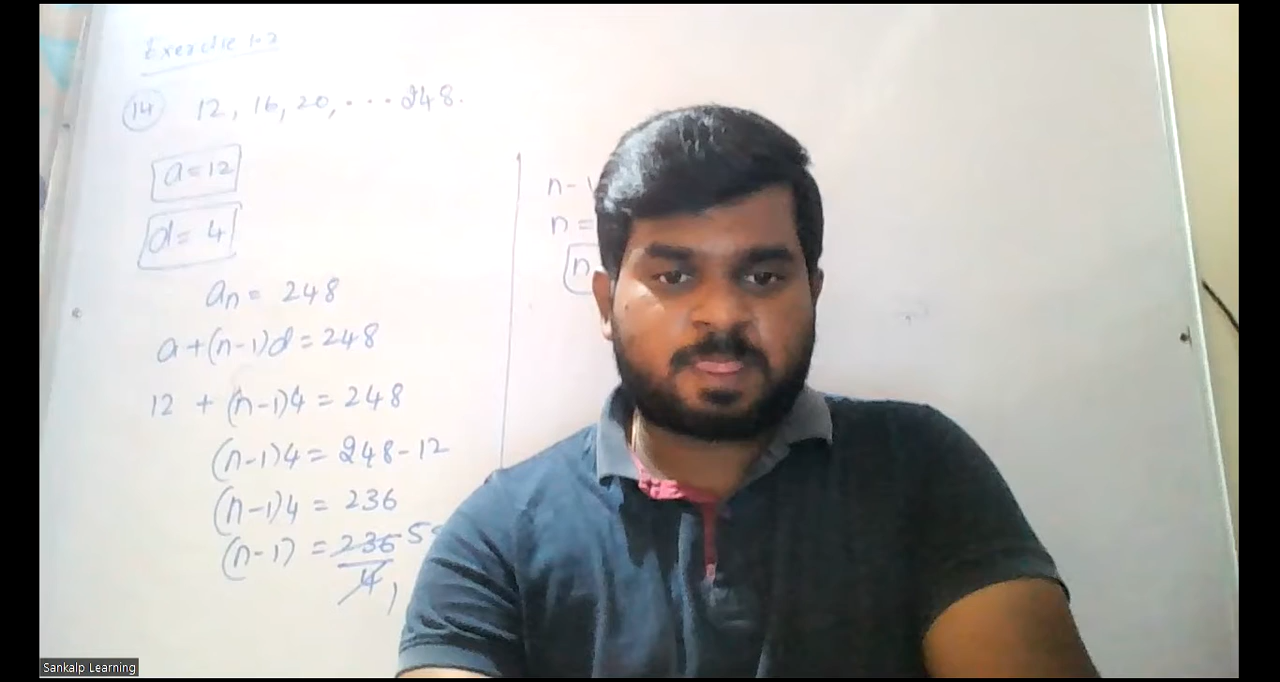 Exercise 1.2
14 12, 16, 20, ... 248.
a = 12
d = 4
an = 248
a + (n-1)d = 248
12 + (n-1)4 = 248
(n-1)4 = 248-12
(n-1)4 = 236
(n-1) = 236
4
1
n-
n =
n
Sankalp Learning